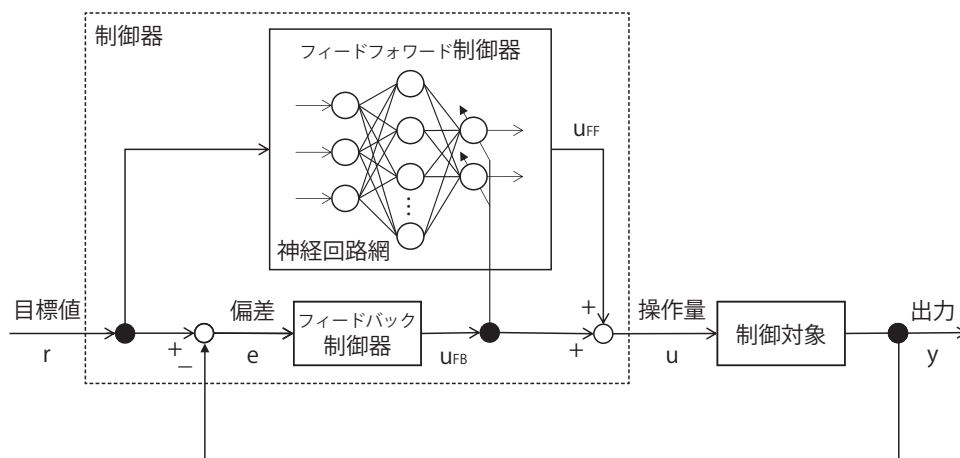 制御器
フィードフォワード制御器
神経回路網
uFF
目標値
r
+
−
偏差
e
フィードバック
制御器
uFB
+
+
操作量
u
制御対象
出力
y